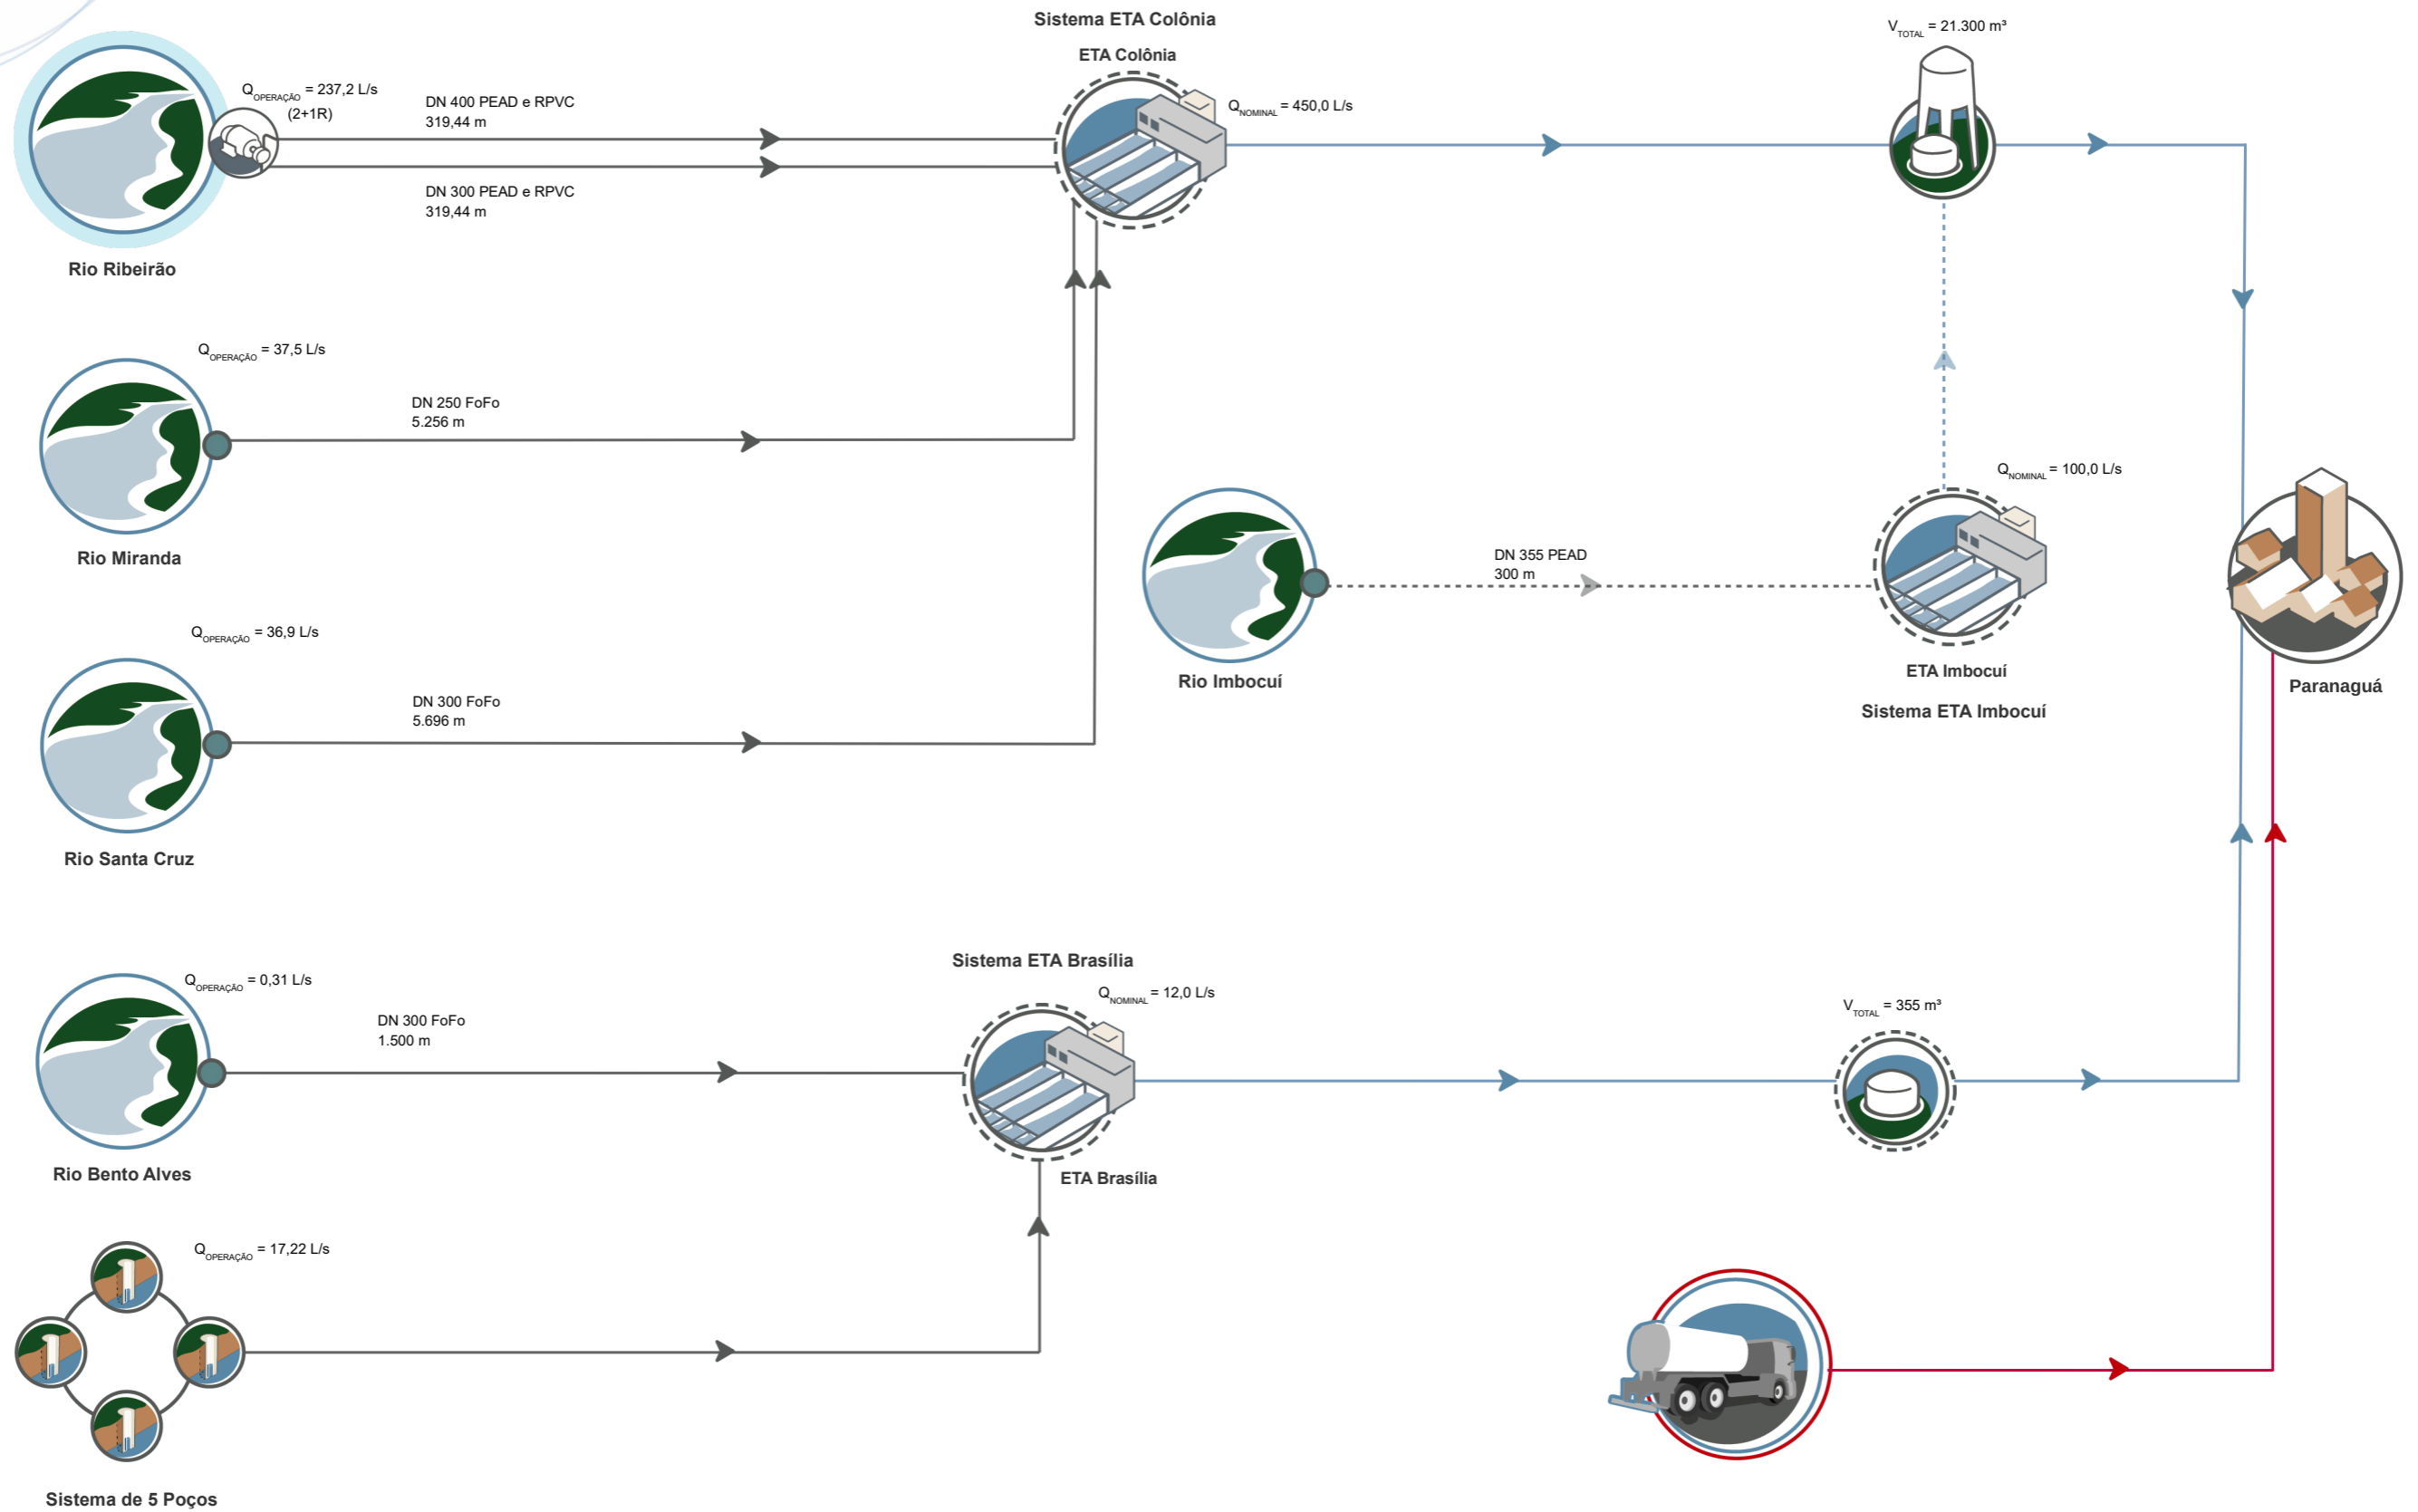 Sistema ETA Colônia
ETA Colônia
V TOTAL = 21.300 m³
Q OPERAÇÃO = 237,2 L/s
(2+1R)
DN 400 PEAD e RPVC
319,44 m
Q NOMINAL = 450,0 L/s
DN 300 PEAD e RPVC
319,44 m
Rio Ribeirão
Q OPERAÇÃO = 37,5 L/s
DN 250 FoFo
5.256 m
Rio Miranda
Q NOMINAL = 100,0 L/s
DN 355 PEAD
300 m
Rio Imbocuí
ETA Imbocuí
Sistema ETA Imbocuí
Paranaguá
Q OPERAÇÃO = 36,9 L/s
DN 300 FoFo
5.696 m
Rio Santa Cruz
Sistema ETA Brasília
Q OPERAÇÃO = 0,31 L/s
Q NOMINAL = 12,0 L/s
V TOTAL = 355 m³
DN 300 FoFo
1.500 m
Rio Bento Alves
ETA Brasília
Q OPERAÇÃO = 17,22 L/s
Sistema de 5 Poços